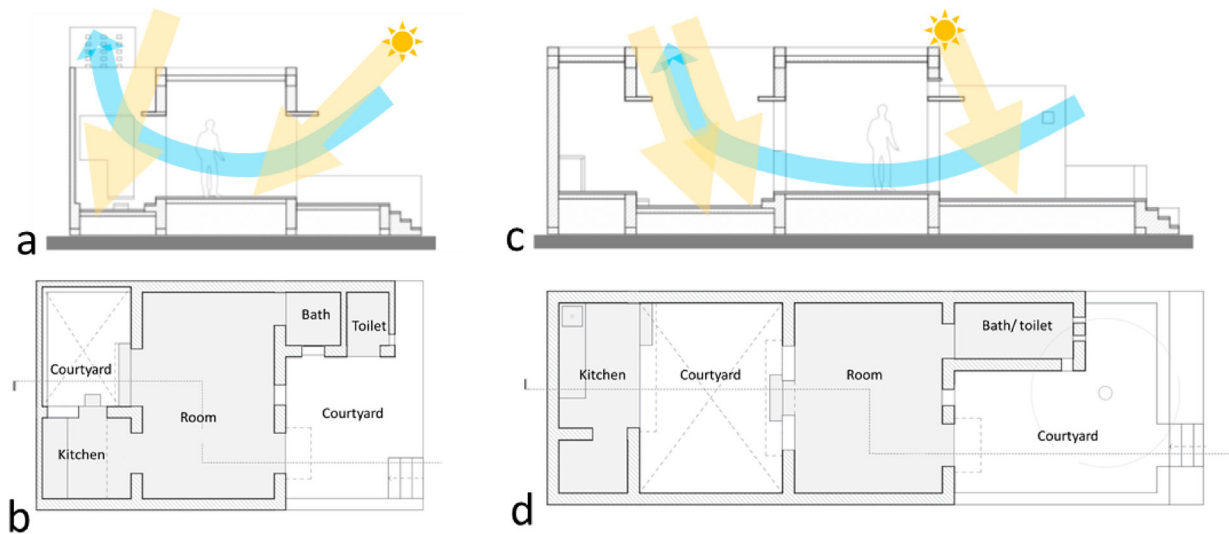 a
c
Bath
Toilet
Courtyard
Room
Courtyard
Kitchen
b
Bath/ toilet
Kitchen
Courtyard
Room
Courtyard
d